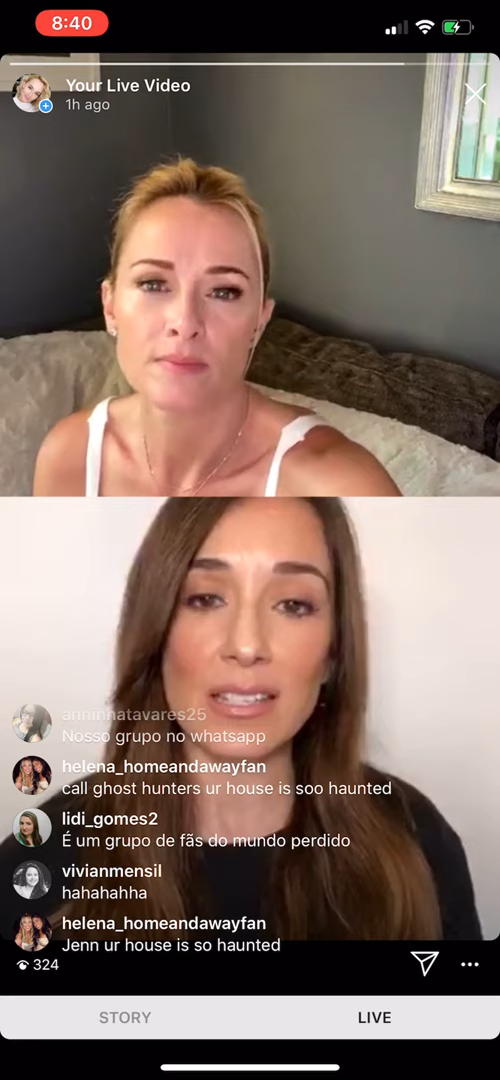 8:40
Your Live Video
1h ago
anninhatavares25
Nosso grupo no whatsapp
helena_homeandawayfan
call ghost hunters ur house is soo haunted
lidi_gomes2
É um grupo de fãs do mundo perdido
vivianmensil
hahahahha
helena_homeandawayfan
Jenn ur house is so haunted
324
STORY
LIVE